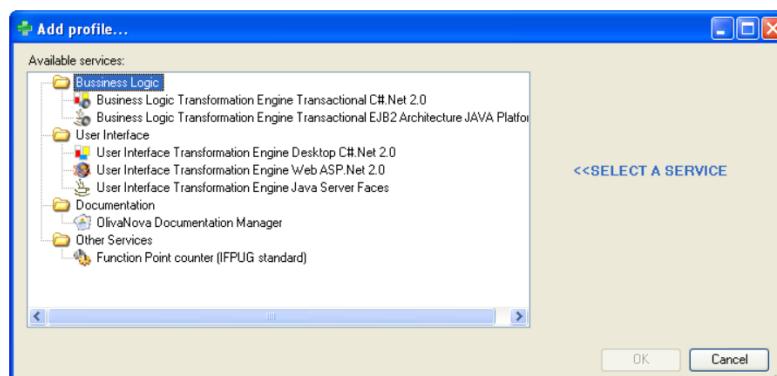 Add profile...
Available services:
Bussiness Logic
Business Logic Transformation Engine Transactional C#.Net 2.0
Business Logic Transformation Engine Transactional EJB2 Architecture JAVA Platfor
User Interface
User Interface Transformation Engine Desktop C#.Net 2.0
User Interface Transformation Engine Web ASP.Net 2.0
User Interface Transformation Engine Java Server Faces
<<SELECT A SERVICE
Documentation
OlivaNova Documentation Manager
Other Services
Function Point counter (IFPUG standard)
OK
Cancel